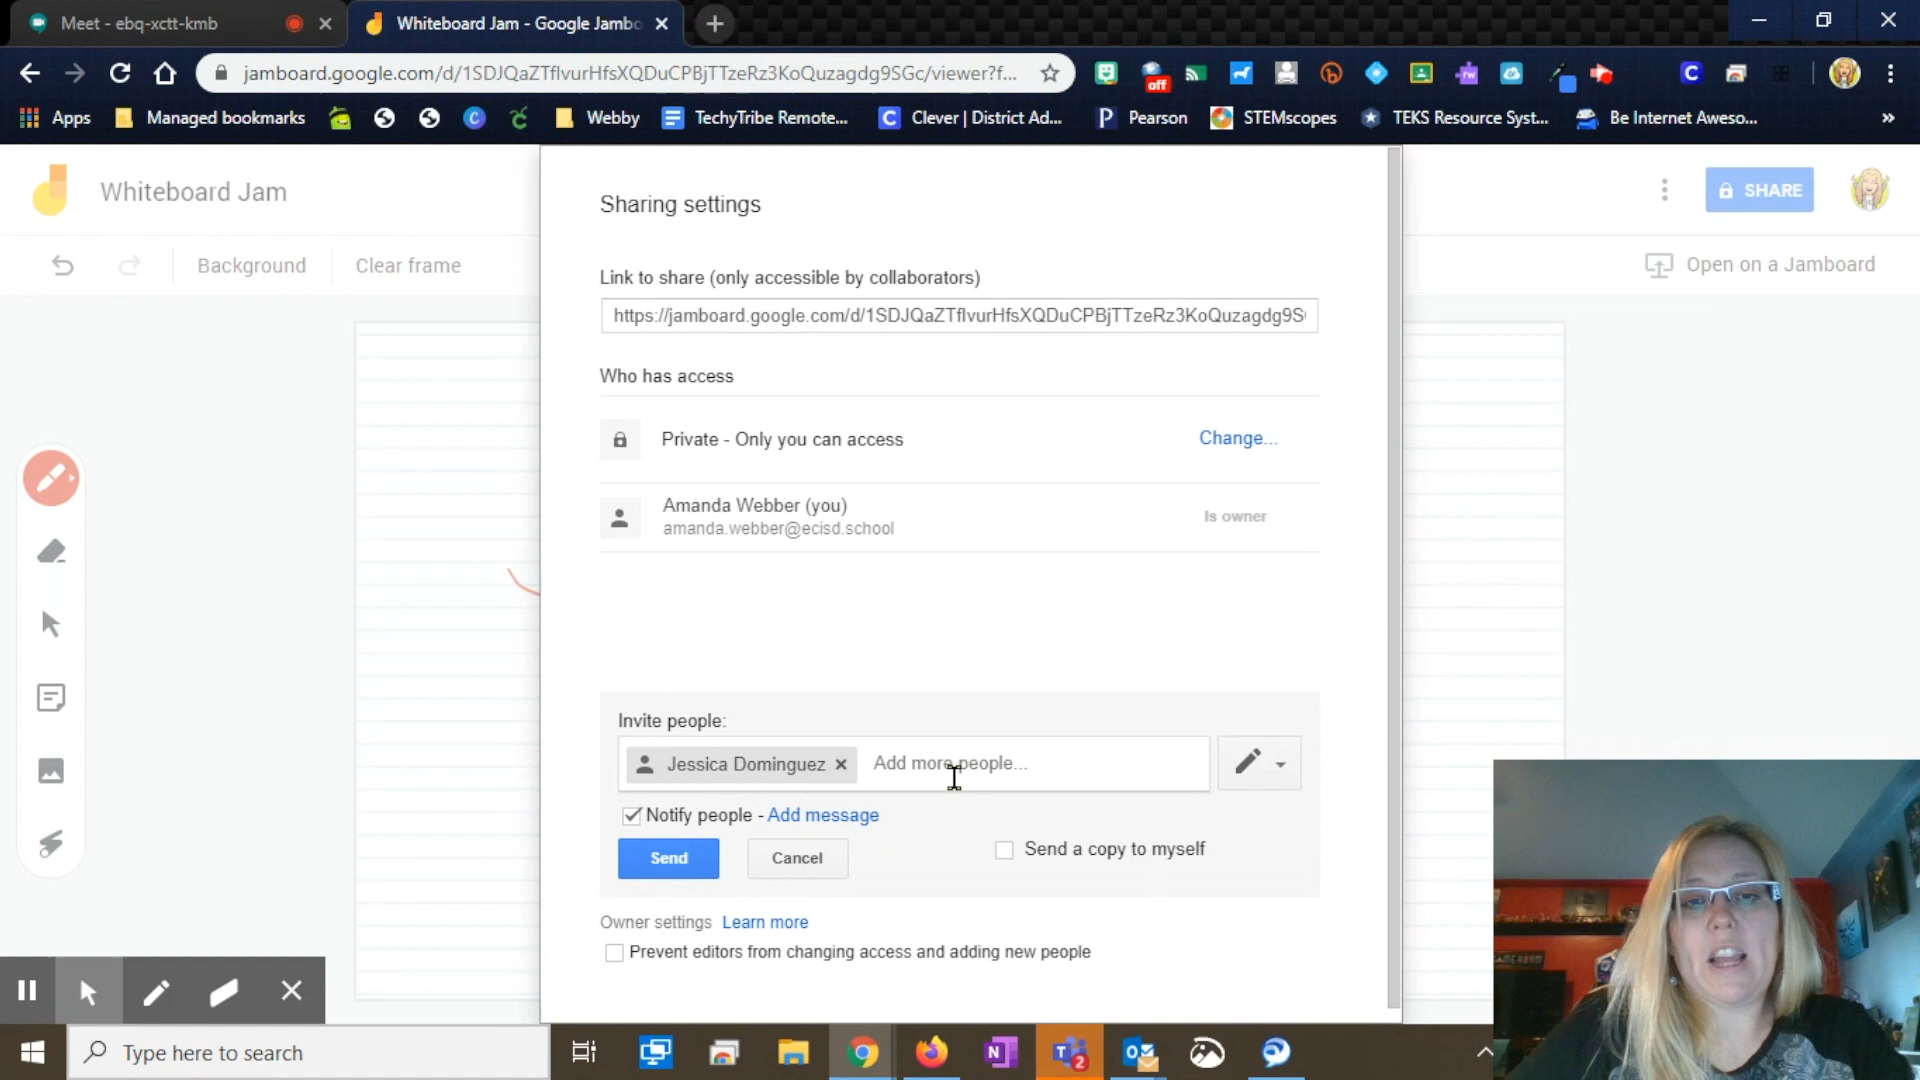 Meet - ebq-xctt-kmb
Whiteboard Jam - Google Jambo
jamboard.google.com/d/1SDJQaZTflvurHfsXQDuCPBjTTzeRz3KoQuzagdg9SGc/viewer?f...
off
rw
Apps
Managed bookmarks
Webby
TechyTribe Remote...
Clever | District Ad...
Pearson
STEMscopes
TEKS Resource Syst...
Be Internet Aweso...
Whiteboard Jam
SHARE
Background
Clear frame
Open on a Jamboard
Sharing settings
Link to share (only accessible by collaborators)
https://jamboard.google.com/d/1SDJQaZTflvurHfsXQDuCPBjTTzeRz3KoQuzagdg9S
Who has access
Private - Only you can access
Change...
Amanda Webber (you)
amanda.webber@ecisd.school
Is owner
Invite people:
Jessica Dominguez
Add more people...
Notify people - Add message
Send
Cancel
Send a copy to myself
Owner settings Learn more
Prevent editors from changing access and adding new people
Type here to search
2